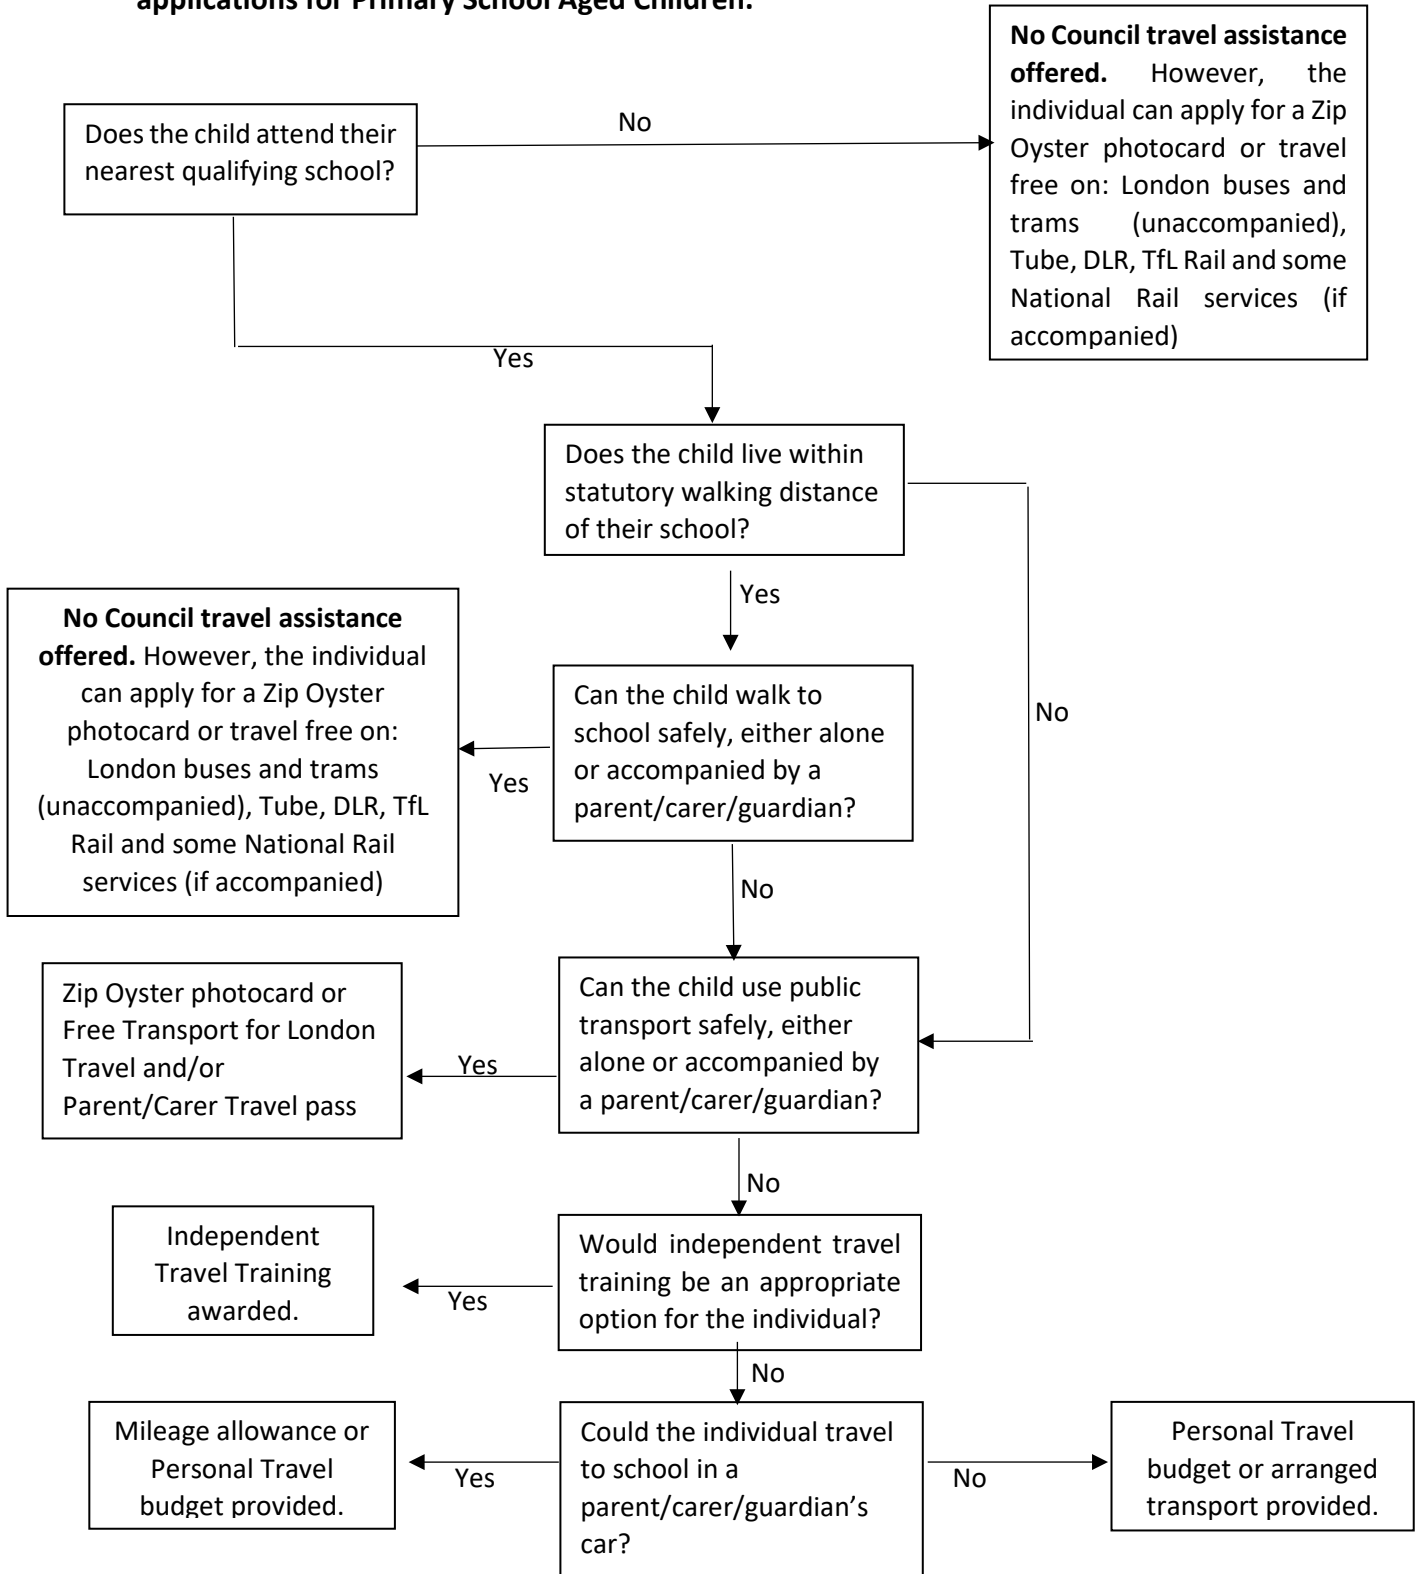 applications for Primary School Aged Children.
No Council travel assistance
offered. However, the
individual can apply for a Zip
Oyster photocard or travel
free on: London buses and
trams (unaccompanied),
Tube, DLR, TfL Rail and some
National Rail services (if
accompanied)
Does the child attend their
nearest qualifying school?
No
Yes
Does the child live within
statutory walking distance
of their school?
Yes
No
No Council travel assistance
offered. However, the individual
can apply for a Zip Oyster
photocard or travel free on:
London buses and trams
(unaccompanied), Tube, DLR, TfL
Rail and some National Rail
services (if accompanied)
Can the child walk to
school safely, either alone
or accompanied by a
parent/carer/guardian?
Yes
No
Zip Oyster photocard or
Free Transport for London
Travel and/or
Parent/Carer Travel pass
Can the child use public
transport safely, either
alone or accompanied by
a parent/carer/guardian?
Yes
No
Independent
Travel Training
awarded.
Would independent travel
training be an appropriate
option for the individual?
Yes
No
Mileage allowance or
Personal Travel
budget provided.
Could the individual travel
to school in a
parent/carer/guardian’s
car?
Yes
No
Personal Travel
budget or arranged
transport provided.